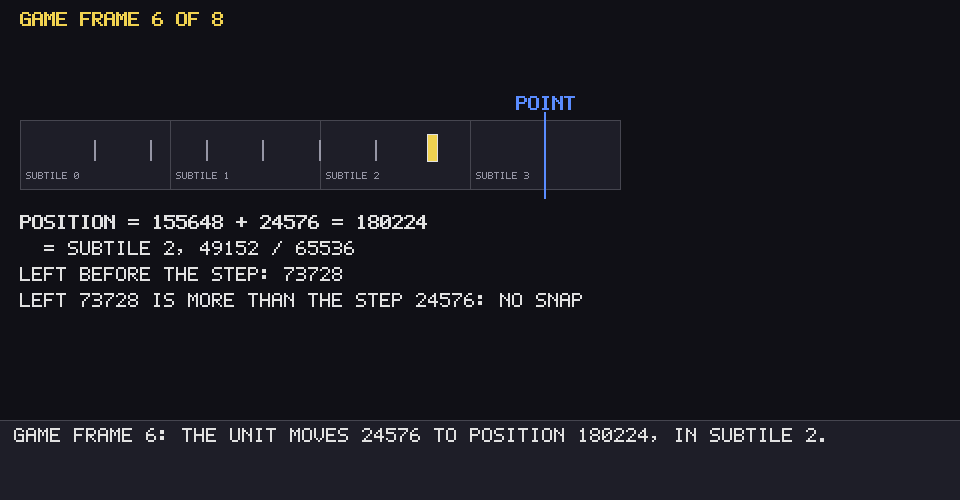 GAME FRAME 6 OF 8
POINT
SUBTILE 0 SUBTILE 1 SUBTILE 2 SUBTILE 3
POSITION = 155648 + 24576 = 180224
= SUBTILE 2, 49152 / 65536
LEFT BEFORE THE STEP: 73728
LEFT 73728 IS MORE THAN THE STEP 24576: NO SNAP
GAME FRAME 6: THE UNIT MOVES 24576 TO POSITION 180224, IN SUBTILE 2.